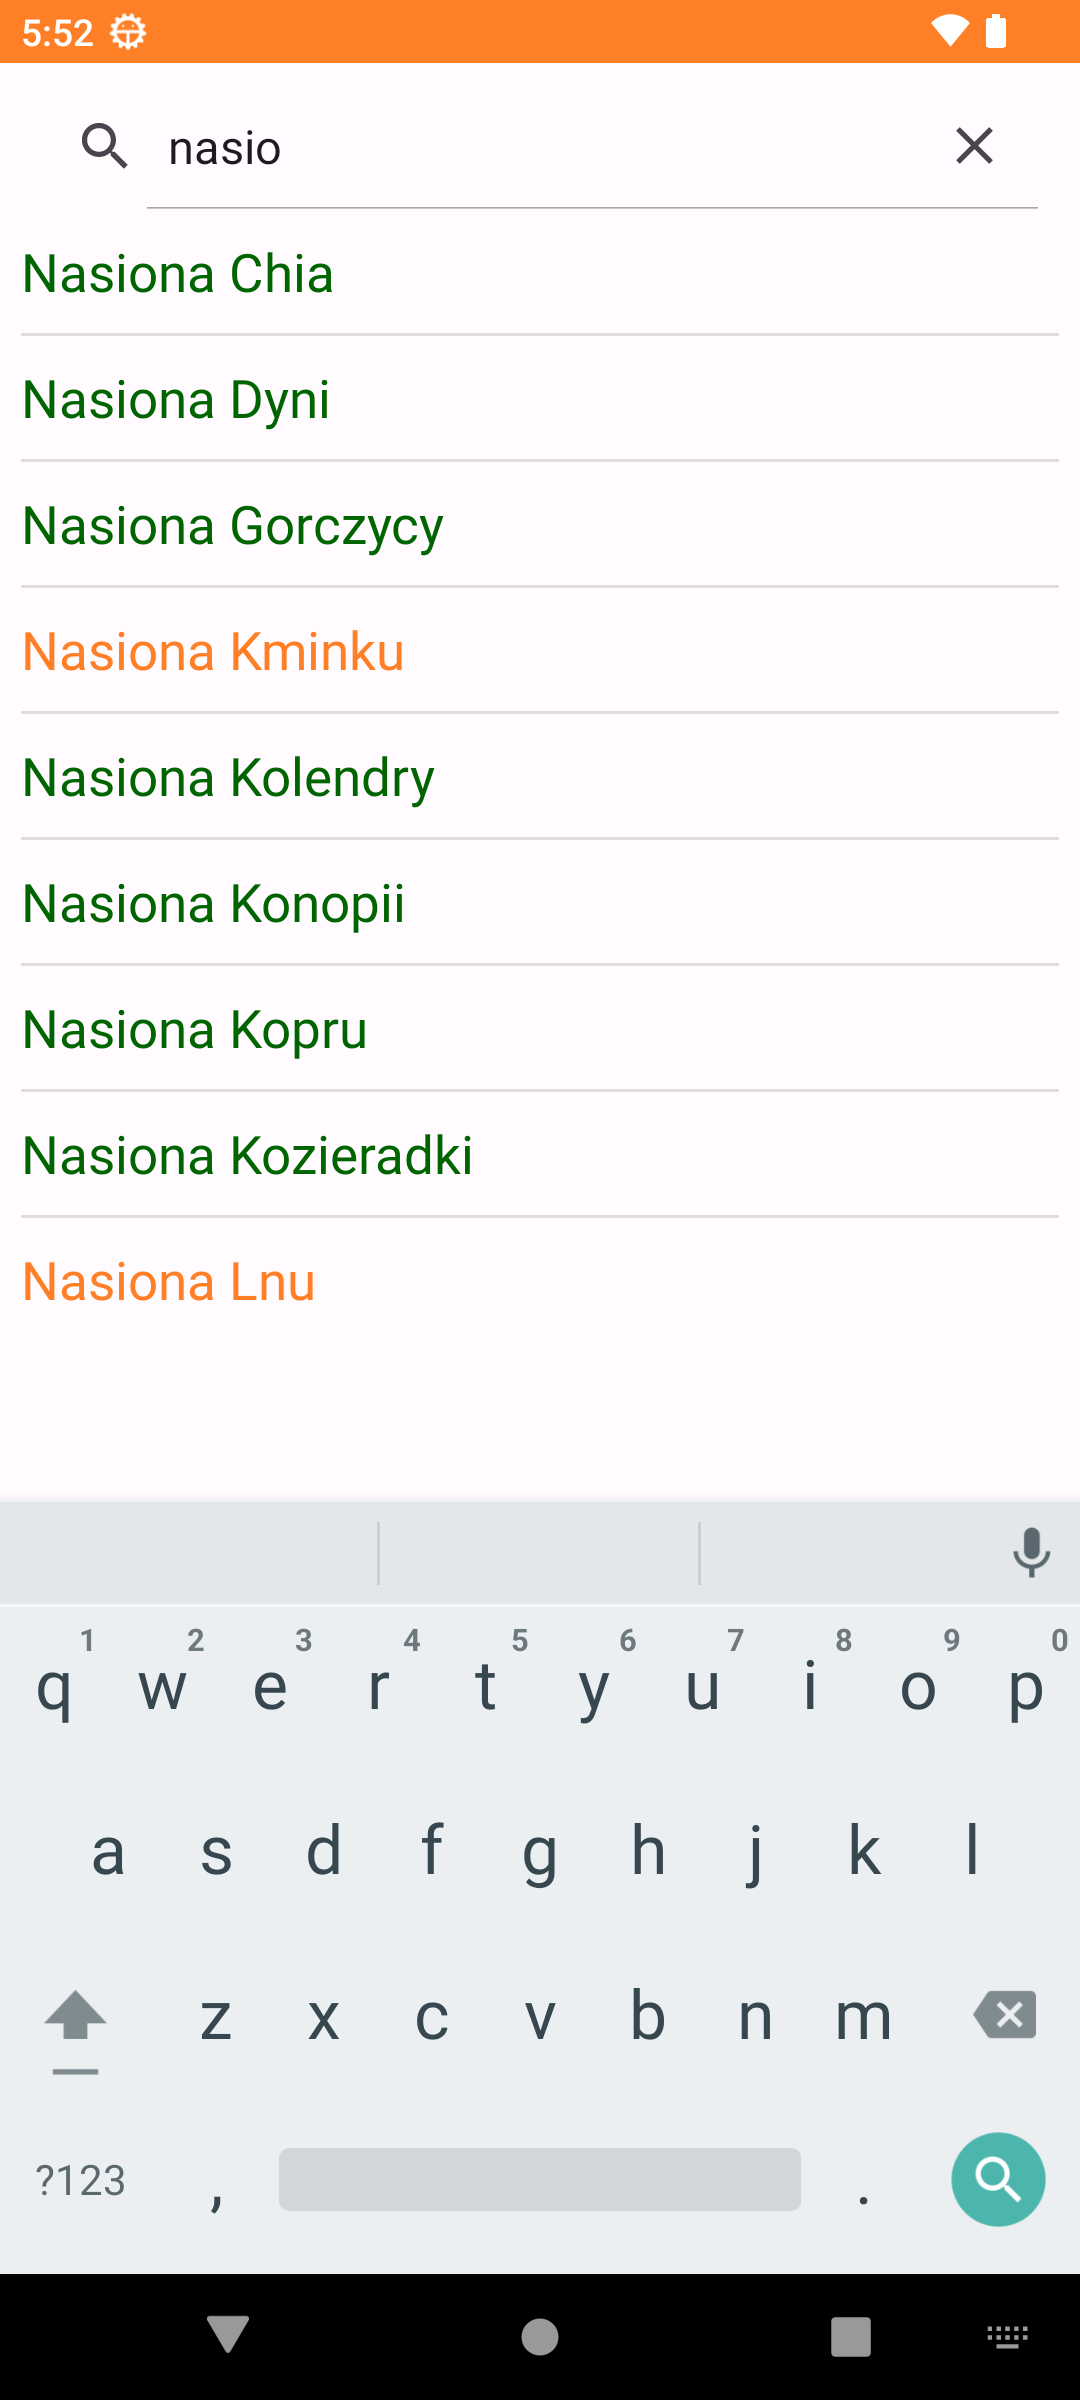 5:52
nasio
Nasiona Chia
Nasiona Dyni
Nasiona Gorczycy
Nasiona Kminku
Nasiona Kolendry
Nasiona Konopii
Nasiona Kopru
Nasiona Kozieradki
Nasiona Lnu
1 2 3 4 5 6 7 8 9 0
q w e r t y u i o p
a s d f g h j k l
z x c v b n m
?123 , .